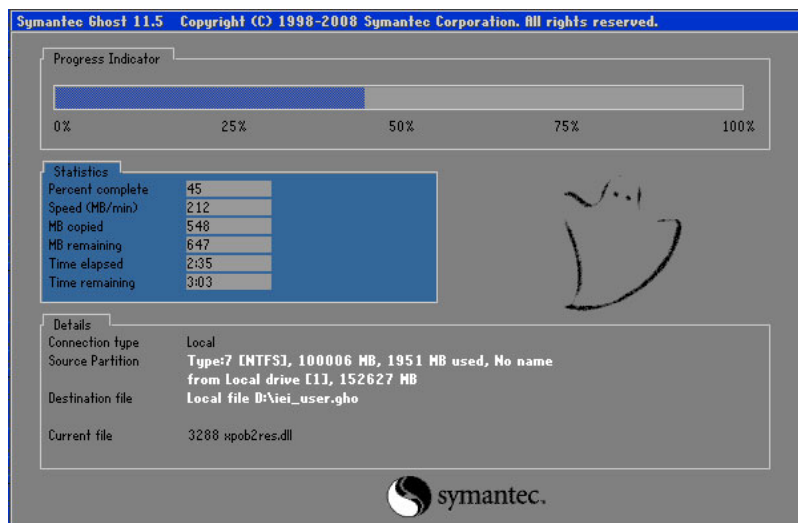 Symantec Ghost 11.5 Copyright (C) 1998-2008 Symantec Corporation. All rights reserved.
Progress Indicator
0% 25% 50% 75% 100%
Statistics
Percent complete 45
Speed (MB/min) 212
MB copied 548
MB remaining 647
Time elapsed 2:35
Time remaining 3:03
Details
Connection type Local
Source Partition Type:7 [NTFS], 100006 MB, 1951 MB used, No name
from Local drive [1], 152627 MB
Destination file Local file D:\iei_user.gho
Current file 3288 xpob2res.dll
symantec.